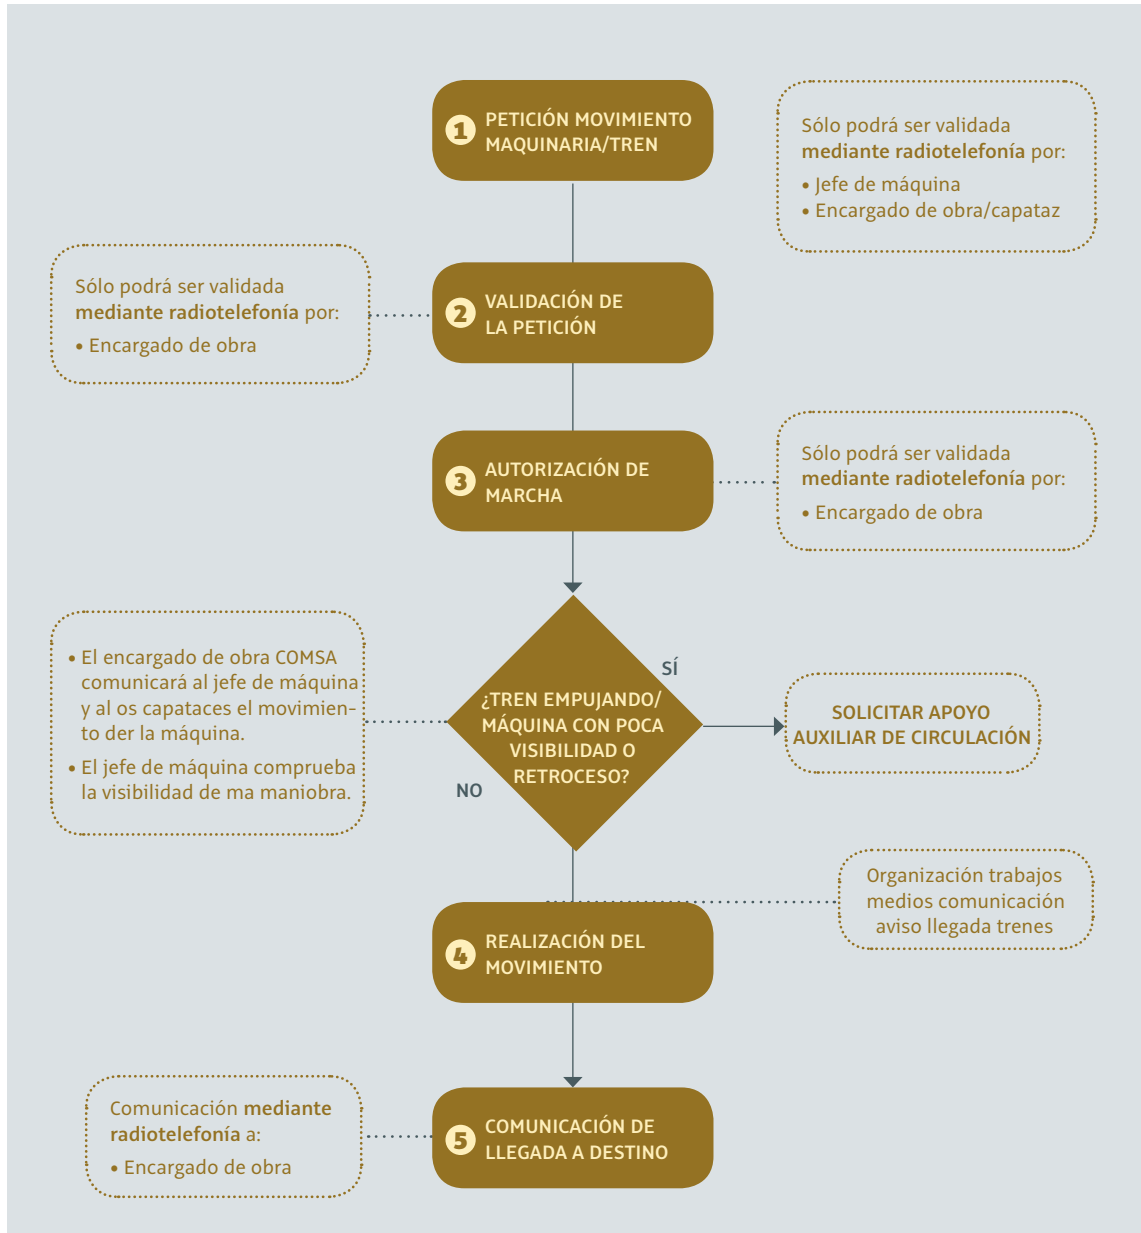 1 PETICIÓN MOVIMIENTO
MAQUINARIA/TREN
Sólo podrá ser validada
mediante radiotelefonía por:
• Jefe de máquina
• Encargado de obra/capataz
Sólo podrá ser validada
mediante radiotelefonía por:
• Encargado de obra
2 VALIDACIÓN DE
LA PETICIÓN
3 AUTORIZACIÓN DE
MARCHA
Sólo podrá ser validada
mediante radiotelefonía por:
• Encargado de obra
• El encargado de obra COMSA
comunicará al jefe de máquina
y al os capataces el movimien-
to der la máquina.
• El jefe de máquina comprueba
la visibilidad de ma maniobra.
¿TREN EMPUJANDO/
MÁQUINA CON POCA
VISIBILIDAD O
RETROCESO?
SÍ
NO
SOLICITAR APOYO
AUXILIAR DE CIRCULACIÓN
Organización trabajos
medios comunicación
aviso llegada trenes
4 REALIZACIÓN DEL
MOVIMIENTO
Comunicación mediante
radiotelefonía a:
• Encargado de obra
5 COMUNICACIÓN DE
LLEGADA A DESTINO